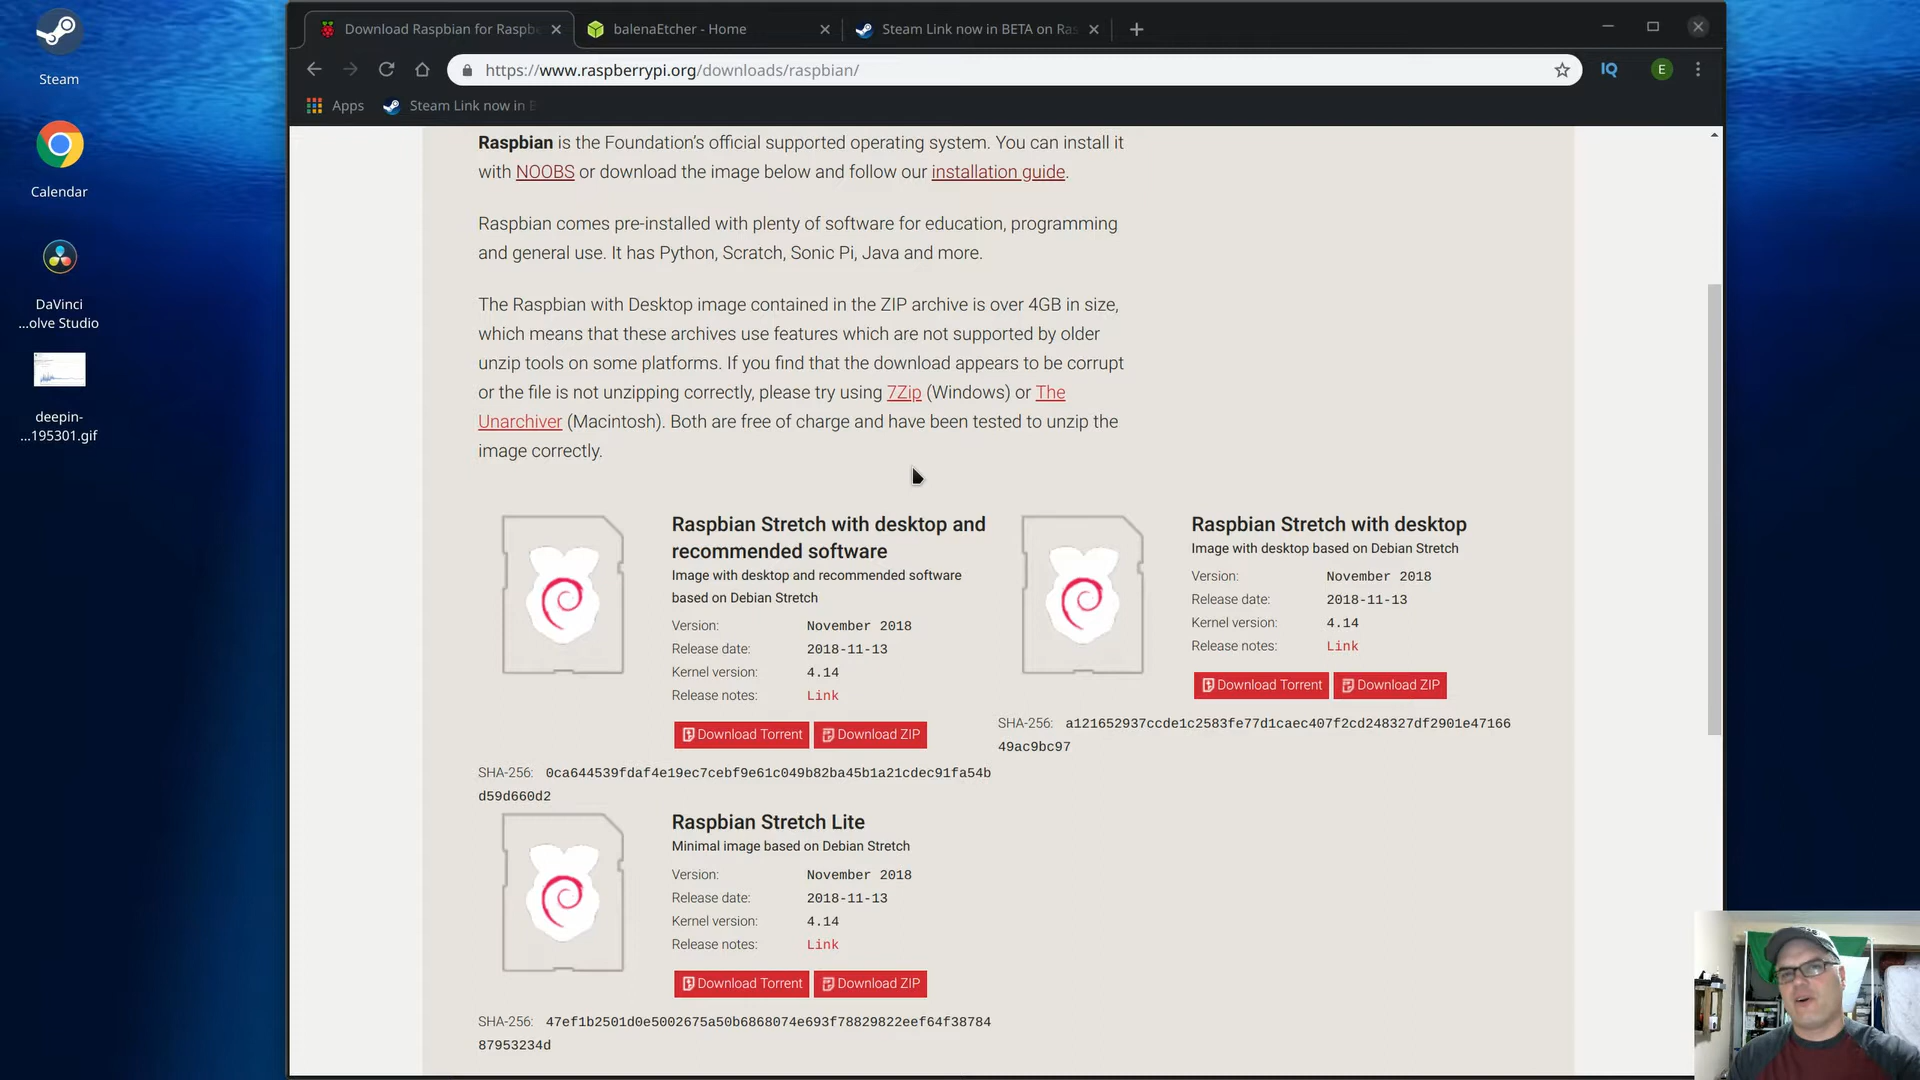 Steam
Calendar
DaVinci
...olve Studio
deepin-
...195301.gif
Download Raspbian for Raspbe
balenaEtcher - Home
Steam Link now in BETA on Ras
https://www.raspberrypi.org/downloads/raspbian/
IQ
E
Apps
Steam Link now in B
Raspbian is the Foundation's official supported operating system. You can install it
with NOOBS or download the image below and follow our installation guide.
Raspbian comes pre-installed with plenty of software for education, programming
and general use. It has Python, Scratch, Sonic Pi, Java and more.
The Raspbian with Desktop image contained in the ZIP archive is over 4GB in size,
which means that these archives use features which are not supported by older
unzip tools on some platforms. If you find that the download appears to be corrupt
or the file is not unzipping correctly, please try using 7Zip (Windows) or The
Unarchiver (Macintosh). Both are free of charge and have been tested to unzip the
image correctly.
Raspbian Stretch with desktop and
recommended software
Image with desktop and recommended software
based on Debian Stretch
Version: November 2018
Release date: 2018-11-13
Kernel version: 4.14
Release notes: Link
Download Torrent Download ZIP
SHA-256: 0ca644539fdaf4e19ec7cebf9e61c049b82ba45b1a21cdec91fa54b
d59d660d2
Raspbian Stretch with desktop
Image with desktop based on Debian Stretch
Version: November 2018
Release date: 2018-11-13
Kernel version: 4.14
Release notes: Link
Download Torrent Download ZIP
SHA-256: a121652937ccde1c2583fe77d1caec407f2cd248327df2901e47166
49ac9bc97
Raspbian Stretch Lite
Minimal image based on Debian Stretch
Version: November 2018
Release date: 2018-11-13
Kernel version: 4.14
Release notes: Link
Download Torrent Download ZIP
SHA-256: 47ef1b2501d0e5002675a50b6868074e693f78829822eef64f38784
87953234d